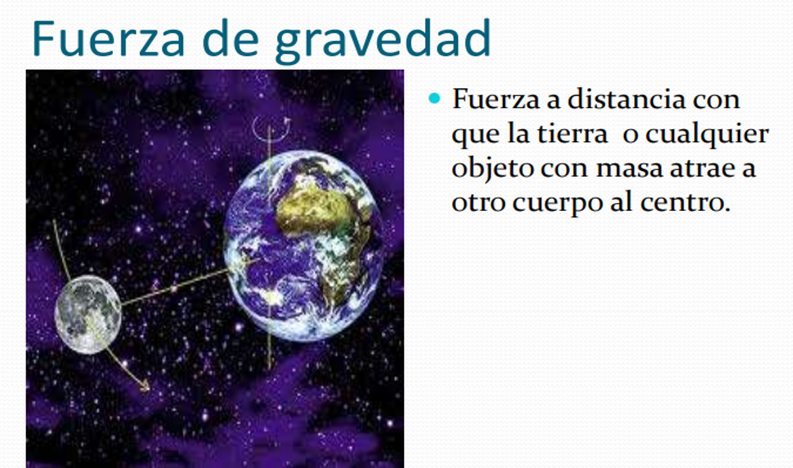 Fuerza de gravedad
• Fuerza a distancia con
que la tierra o cualquier
objeto con masa atrae a
otro cuerpo al centro.